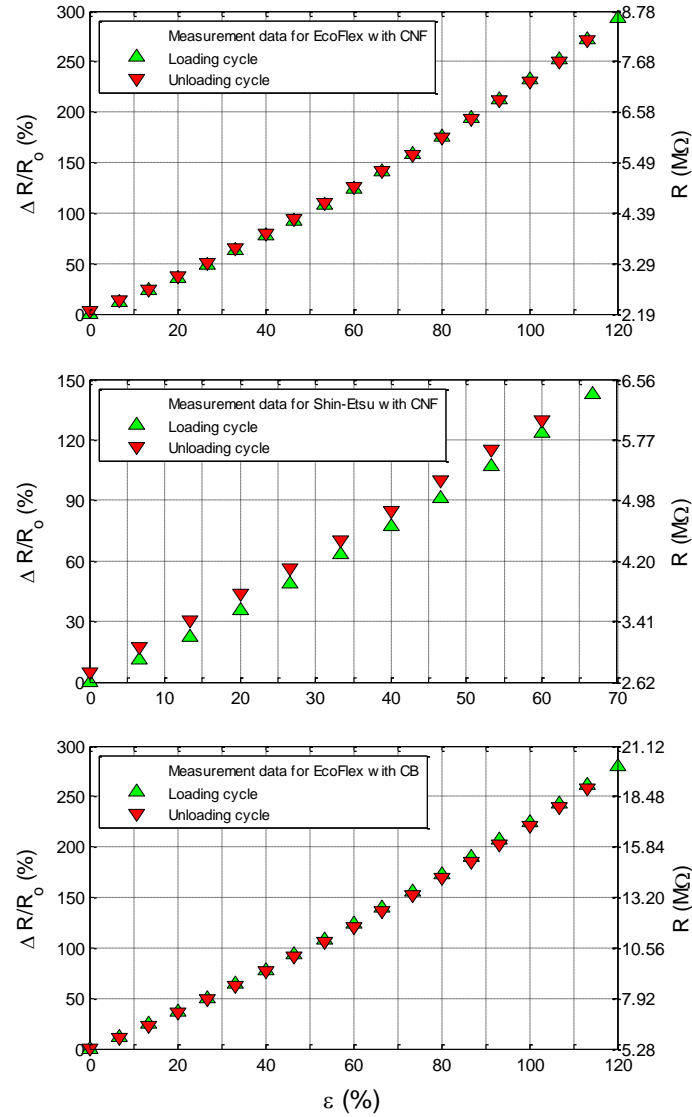 Measurement data for EcoFlex with CNF
Loading cycle
Unloading cycle
300
250
200
150
100
50
0
Δ R/Rₒ (%)
8.78
7.68
6.58
5.49
4.39
3.29
2.19
R (MΩ)
0 20 40 60 80 100 120
Measurement data for Shin-Etsu with CNF
Loading cycle
Unloading cycle
150
120
90
60
30
0
Δ R/Rₒ (%)
6.56
5.77
4.98
4.20
3.41
2.62
R (MΩ)
0 10 20 30 40 50 60 70
Measurement data for EcoFlex with CB
Loading cycle
Unloading cycle
300
250
200
150
100
50
0
Δ R/Rₒ (%)
21.12
18.48
15.84
13.20
10.56
7.92
5.28
R (MΩ)
0 20 40 60 80 100 120
ε (%)